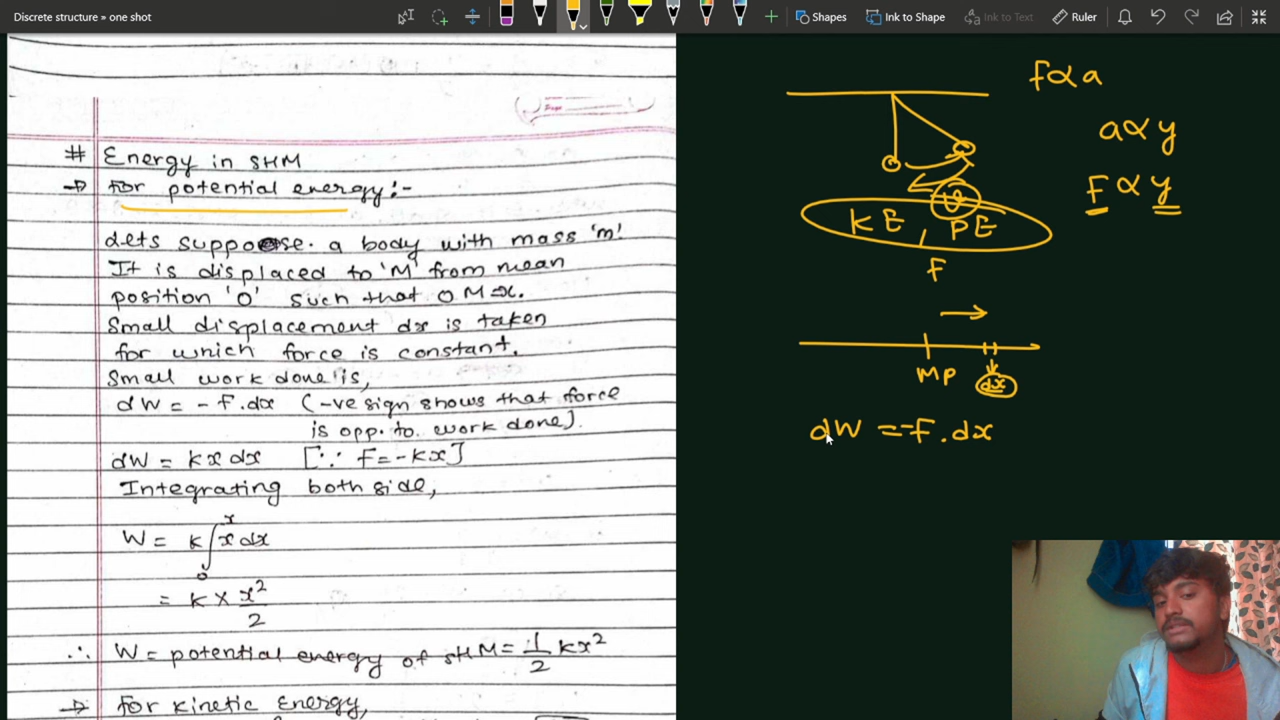 Discrete structure » one shot
Shapes
Ink to Shape
Ink to Text
Ruler
# Energy in SHM
→ for potential energy:-
Lets suppose. a body with mass 'm'.
It is displaced to 'M' from mean
position 'O' such that OM=x.
Small displacement dx is taken
for which force is constant.
Small work done is,
dW = -F.dx (-ve sign shows that force
is opp. to. work done).
dW = kx dx [∵ F = -kx]
Integrating both side,
W = k∫₀ˣ x dx
= k × x²/2
∴ W = potential energy of SHM = 1/2 kx²
→ for kinetic energy,
f∝a
a∝y
F∝y
KE, PE
F
MP
dx
dW = -F.dx